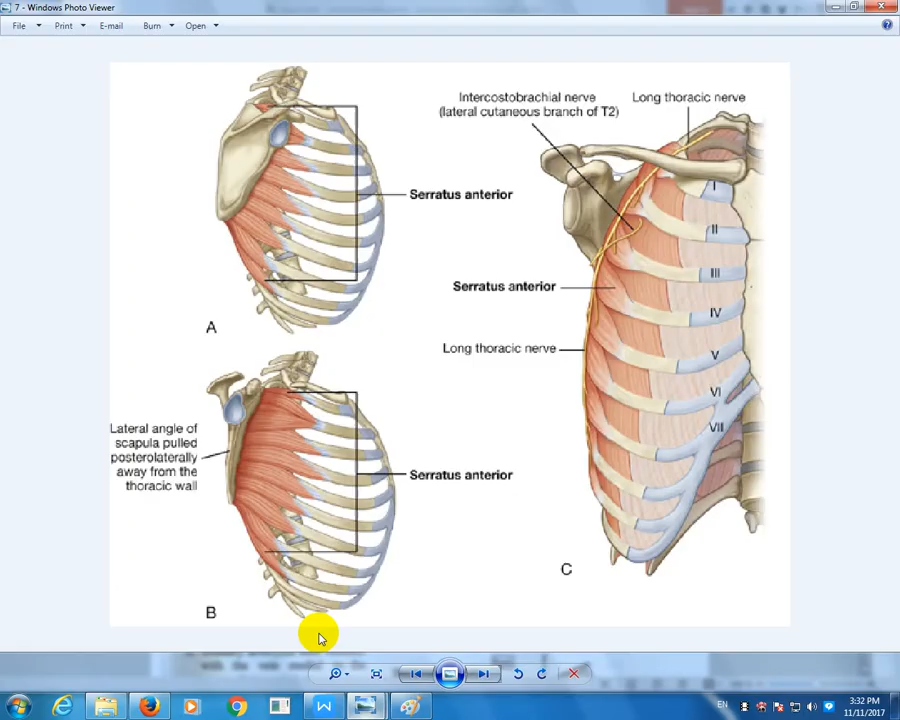 7 - Windows Photo Viewer
File Print E-mail Burn Open
Intercostobrachial nerve
(lateral cutaneous branch of T2)
Long thoracic nerve
Serratus anterior
A
I
II
III
Serratus anterior
IV
Long thoracic nerve
V
VI
VII
Lateral angle of
scapula pulled
posterolaterally
away from the
thoracic wall
Serratus anterior
C
B
EN
3:32 PM
11/11/2017